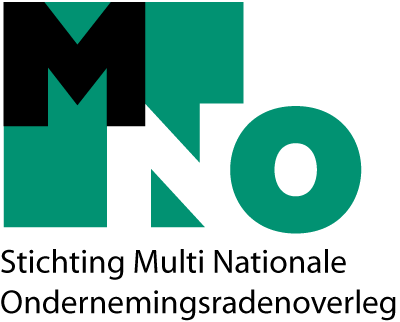 MNO
Stichting Multi Nationale
Ondernemingsradenoverleg